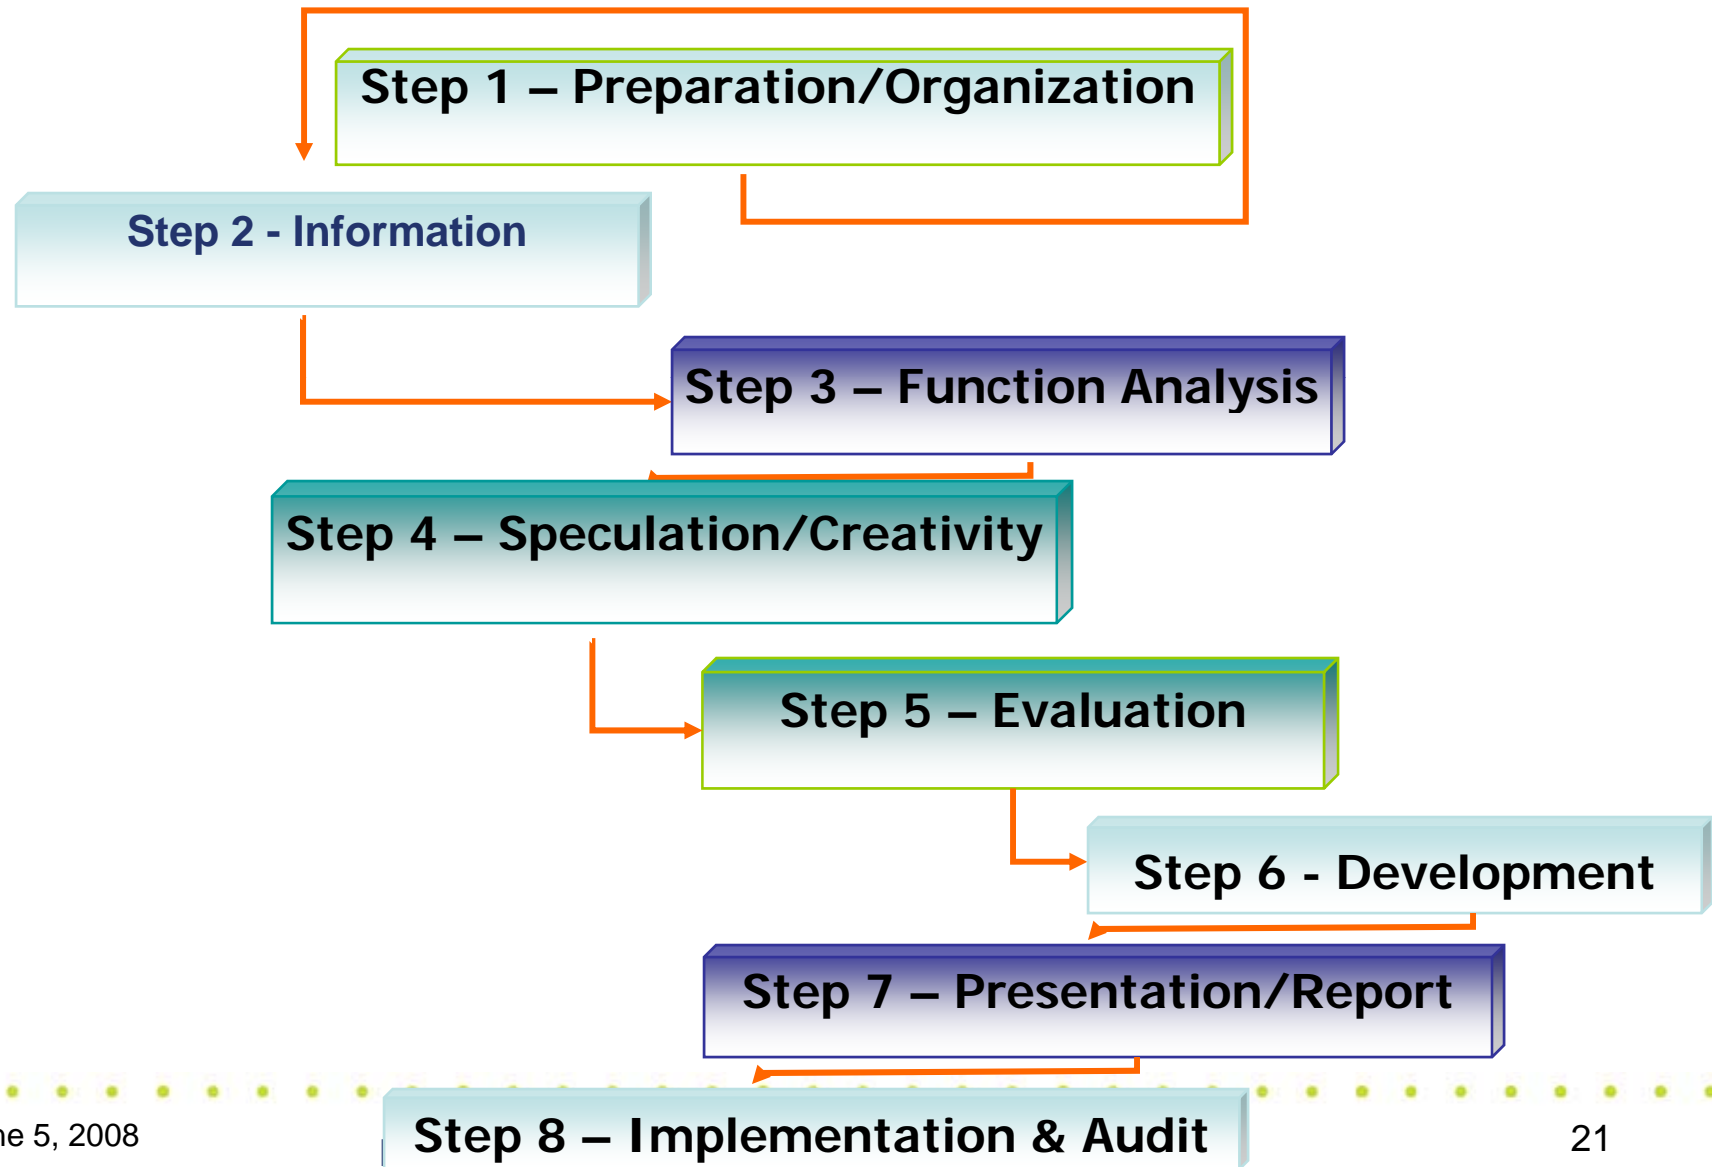 Step 1 – Preparation/Organization
Step 2 - Information
Step 3 – Function Analysis
Step 4 – Speculation/Creativity
Step 5 – Evaluation
Step 6 - Development
Step 7 – Presentation/Report
Step 8 – Implementation & Audit
ne 5, 2008
21